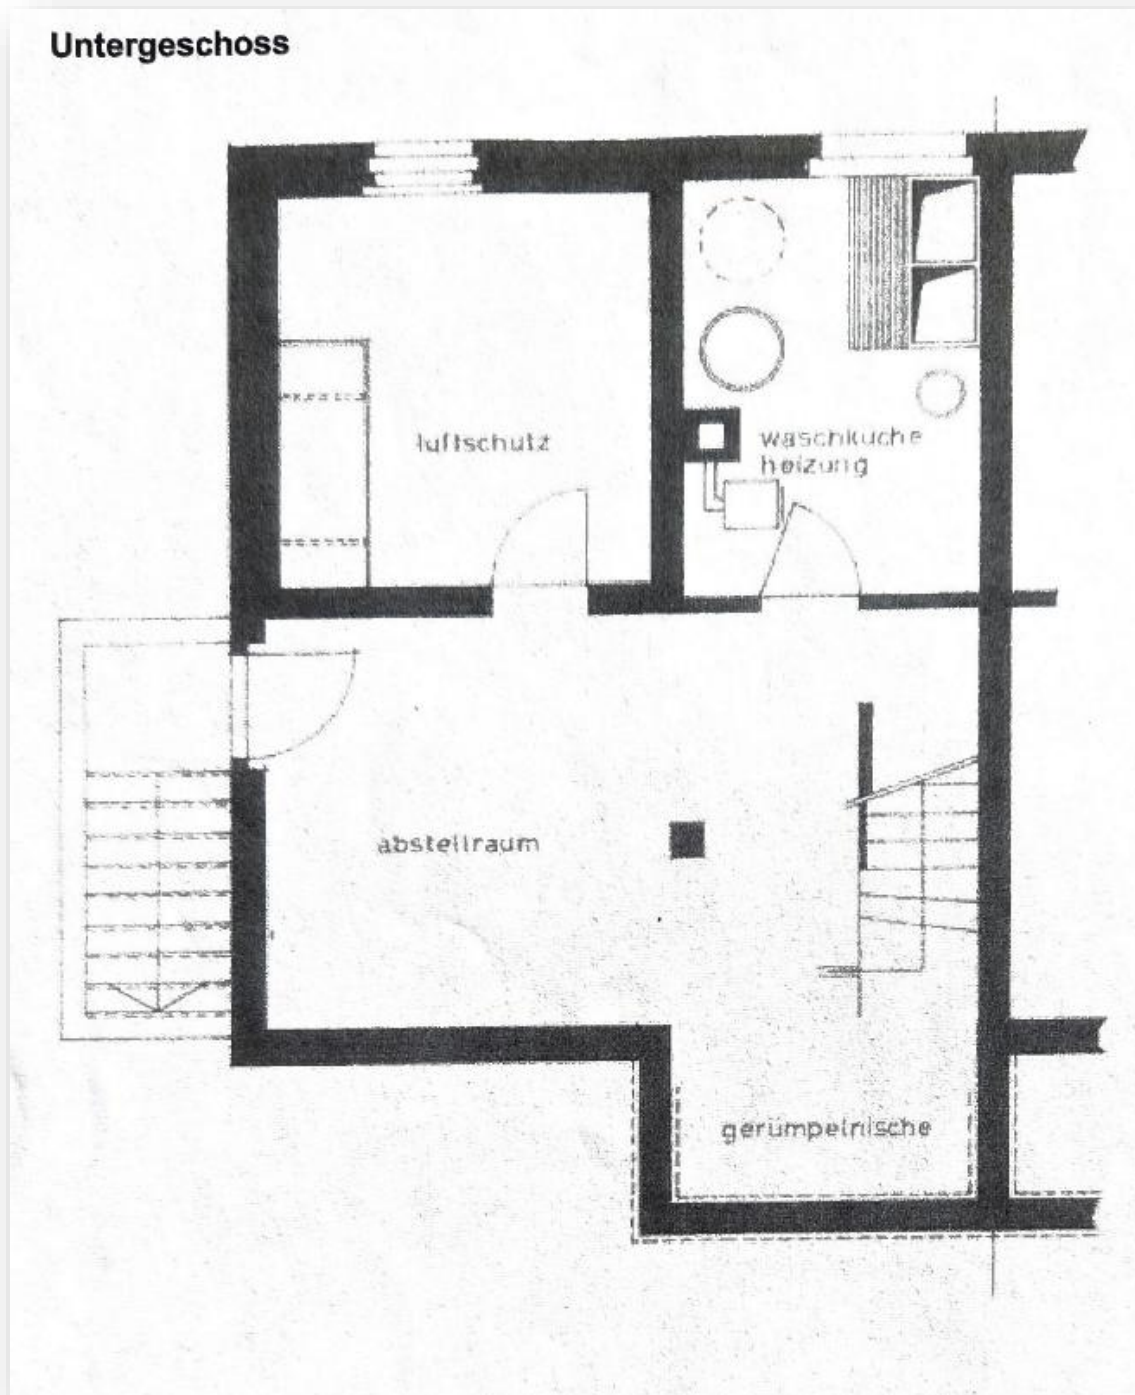 Untergeschoss
luftschutz
waschküche
heizung
abstellraum
gerümpelnische